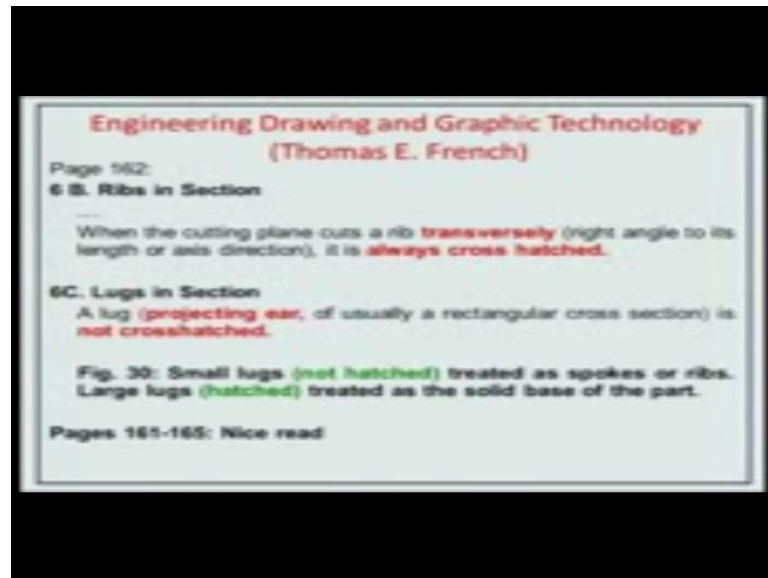 Engineering Drawing and Graphic Technology
(Thomas E. French)
Page 162:
6 B. Ribs in Section
....
When the cutting plane cuts a rib transversely (right angle to its
length or axis direction), it is always cross hatched.
6C. Lugs in Section
A lug (projecting ear, of usually a rectangular cross section) is
not crosshatched.
Fig. 30: Small lugs (not hatched) treated as spokes or ribs.
Large lugs (hatched) treated as the solid base of the part.
Pages 161-165: Nice read